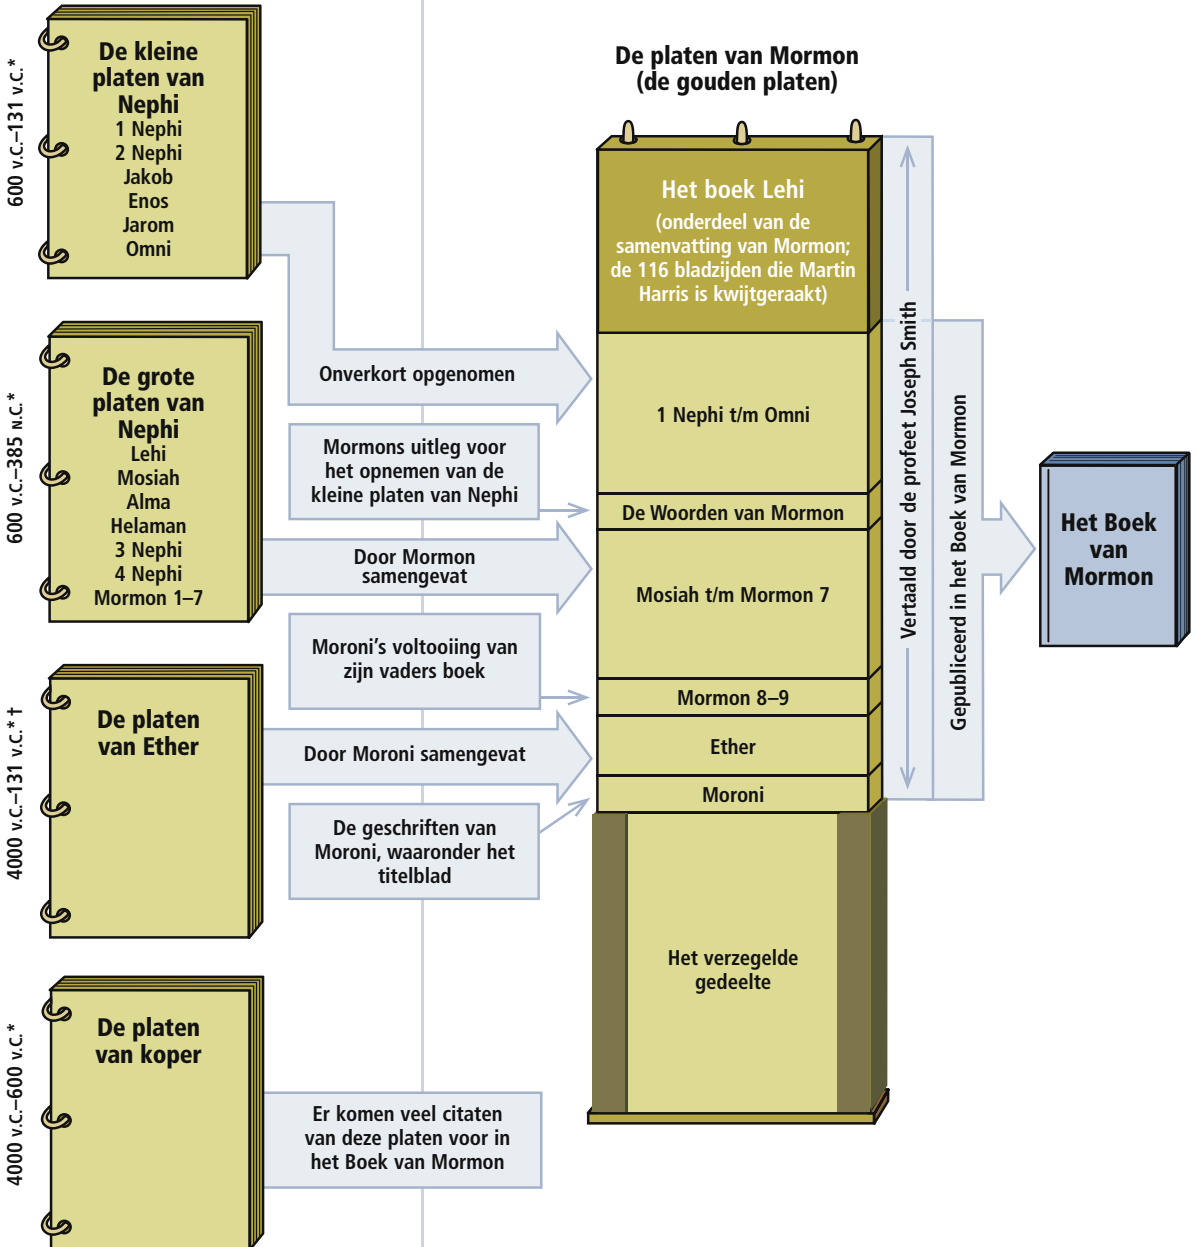 600 V.C.–131 V.C.*
De kleine
platen van
Nephi
1 Nephi
2 Nephi
Jakob
Enos
Jarom
Omni
600 V.C.–385 N.C.*
De grote
platen van
Nephi
Lehi
Mosiah
Alma
Helaman
3 Nephi
4 Nephi
Mormon 1–7
4000 V.C.–131 V.C.* †
De platen
van Ether
4000 V.C.–600 V.C.*
De platen
van koper
Onverkort opgenomen
Mormons uitleg voor
het opnemen van de
kleine platen van Nephi
Door Mormon
samengevat
Moroni’s voltooiing van
zijn vaders boek
Door Moroni samengevat
De geschriften van
Moroni, waaronder het
titelblad
Er komen veel citaten
van deze platen voor in
het Boek van Mormon
De platen van Mormon
(de gouden platen)
Het boek Lehi
(onderdeel van de
samenvatting van Mormon;
de 116 bladzijden die Martin
Harris is kwijtgeraakt)
1 Nephi t/m Omni
De Woorden van Mormon
Mosiah t/m Mormon 7
Mormon 8–9
Ether
Moroni
Het verzegelde
gedeelte
Vertaald door de profeet Joseph Smith
Gepubliceerd in het Boek van Mormon
Het Boek
van
Mormon